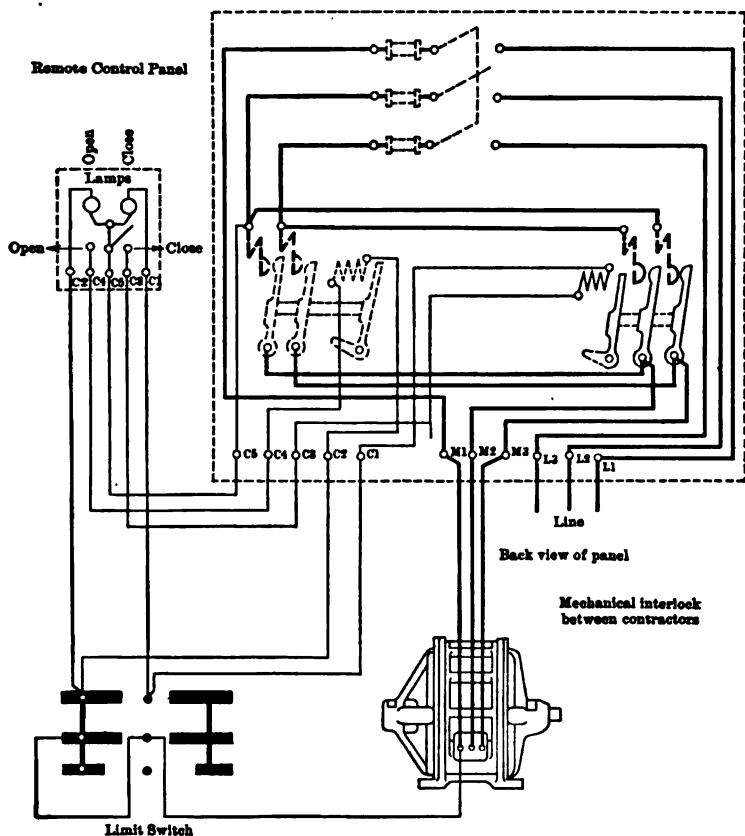 Remote Control Panel
Open
Close
Lamps
Open
Close
C2
C4
C5
C3
C1
C5
C4
C3
C2
C1
M1
M2
M3
L3
L2
L1
Line
Back view of panel
Mechanical interlock
between contractors
Limit Switch